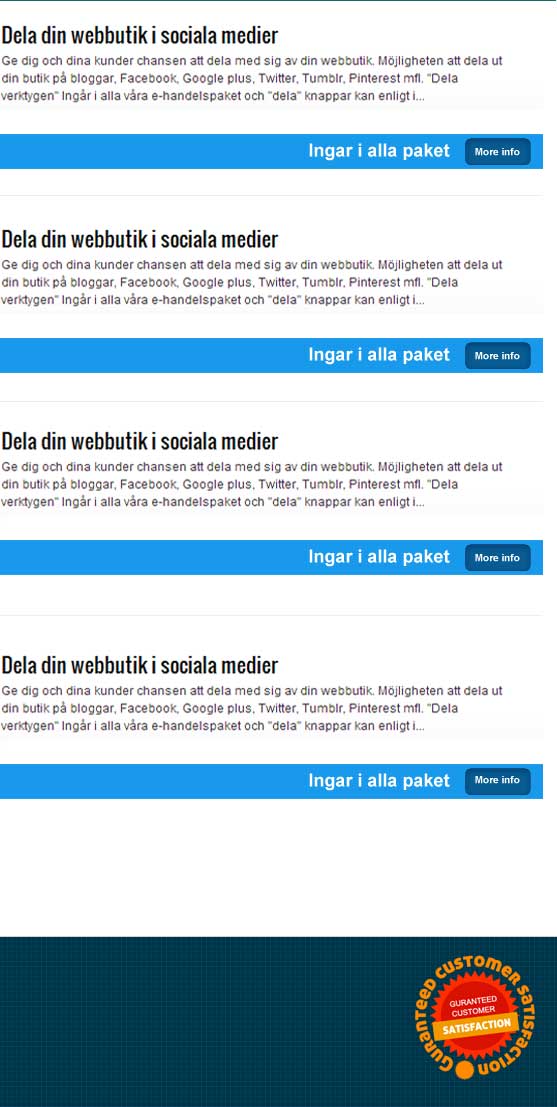 Dela din webbutik i sociala medier
Ge dig och dina kunder chansen att dela med sig av din webbutik. Möjligheten att dela ut
din butik på bloggar, Facebook, Google plus, Twitter, Tumblr, Pinterest mfl. "Dela
verktygen" Ingår i alla våra e-handelspaket och "dela" knappar kan enligt i...
Ingar i alla paket More info
Dela din webbutik i sociala medier
Ge dig och dina kunder chansen att dela med sig av din webbutik. Möjligheten att dela ut
din butik på bloggar, Facebook, Google plus, Twitter, Tumblr, Pinterest mfl. "Dela
verktygen" Ingår i alla våra e-handelspaket och "dela" knappar kan enligt i...
Ingar i alla paket More info
Dela din webbutik i sociala medier
Ge dig och dina kunder chansen att dela med sig av din webbutik. Möjligheten att dela ut
din butik på bloggar, Facebook, Google plus, Twitter, Tumblr, Pinterest mfl. "Dela
verktygen" Ingår i alla våra e-handelspaket och "dela" knappar kan enligt i...
Ingar i alla paket More info
Dela din webbutik i sociala medier
Ge dig och dina kunder chansen att dela med sig av din webbutik. Möjligheten att dela ut
din butik på bloggar, Facebook, Google plus, Twitter, Tumblr, Pinterest mfl. "Dela
verktygen" Ingår i alla våra e-handelspaket och "dela" knappar kan enligt i...
Ingar i alla paket More info
Guranteed customer satisfaction
GURANTEED
CUSTOMER
SATISFACTION